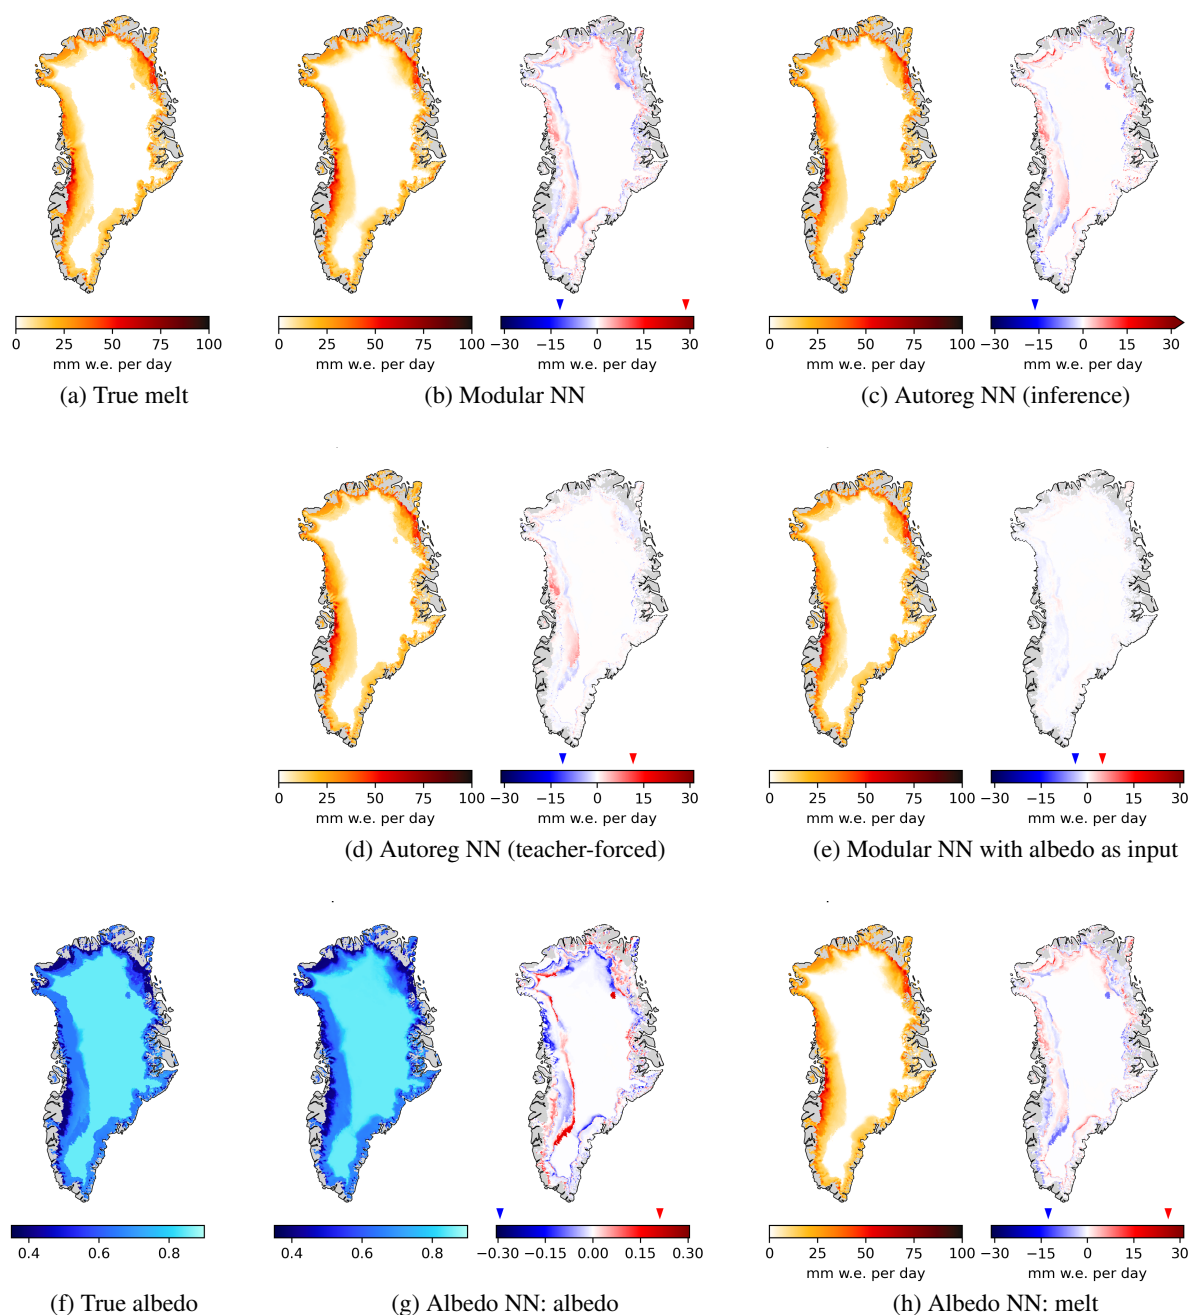 0 25 50 75 100
mm w.e. per day
(a) True melt
0 25 50 75 100
mm w.e. per day
−30 −15 0 15 30
mm w.e. per day
(b) Modular NN
0 25 50 75 100
mm w.e. per day
−30 −15 0 15 30
mm w.e. per day
(c) Autoreg NN (inference)
0 25 50 75 100
mm w.e. per day
−30 −15 0 15 30
mm w.e. per day
(d) Autoreg NN (teacher-forced)
0 25 50 75 100
mm w.e. per day
−30 −15 0 15 30
mm w.e. per day
(e) Modular NN with albedo as input
0.4 0.6 0.8
(f) True albedo
0.4 0.6 0.8
−0.30 −0.15 0.00 0.15 0.30
(g) Albedo NN: albedo
0 25 50 75 100
mm w.e. per day
−30 −15 0 15 30
mm w.e. per day
(h) Albedo NN: melt